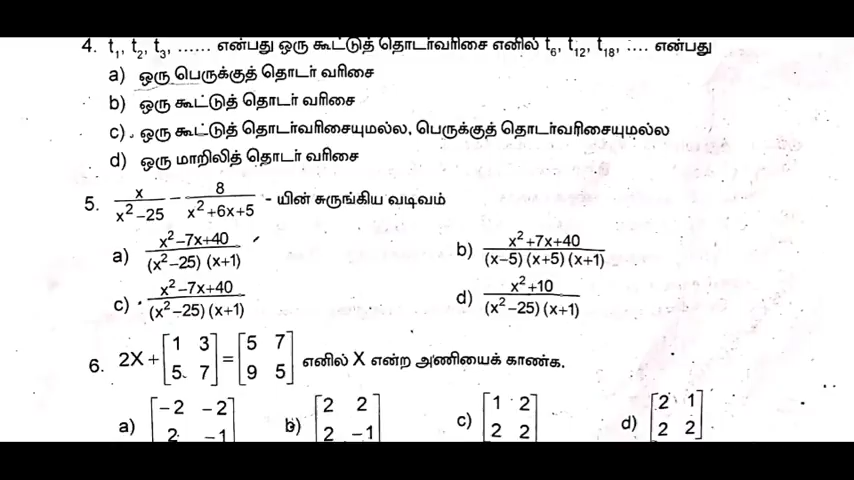 4. t₁, t₂, t₃, ...... என்பது ஒரு கூட்டுத் தொடர்வரிசை எனில் t₆, t₁₂, t₁₈, .... என்பது
a) ஒரு பெருக்குத் தொடர் வரிசை
b) ஒரு கூட்டுத் தொடர் வரிசை
c) ஒரு கூட்டுத் தொடர்வரிசையுமல்ல, பெருக்குத் தொடர்வரிசையுமல்ல
d) ஒரு மாறிலித் தொடர் வரிசை
5. x/(x²−25) − 8/(x²+6x+5) - யின் சுருங்கிய வடிவம்
a) (x²−7x+40)/((x²−25) (x+1)) b) (x²+7x+40)/((x−5) (x+5) (x+1))
c) (x²−7x+40)/((x²−25) (x+1)) d) (x²+10)/((x²−25) (x+1))
6. 2X + [1 3; 5 7] = [5 7; 9 5] எனில் X என்ற அணியைக் காண்க.
a) [−2 −2; 2 −1] b) [2 2; 2 −1] c) [1 2; 2 2] d) [2 1; 2 2]